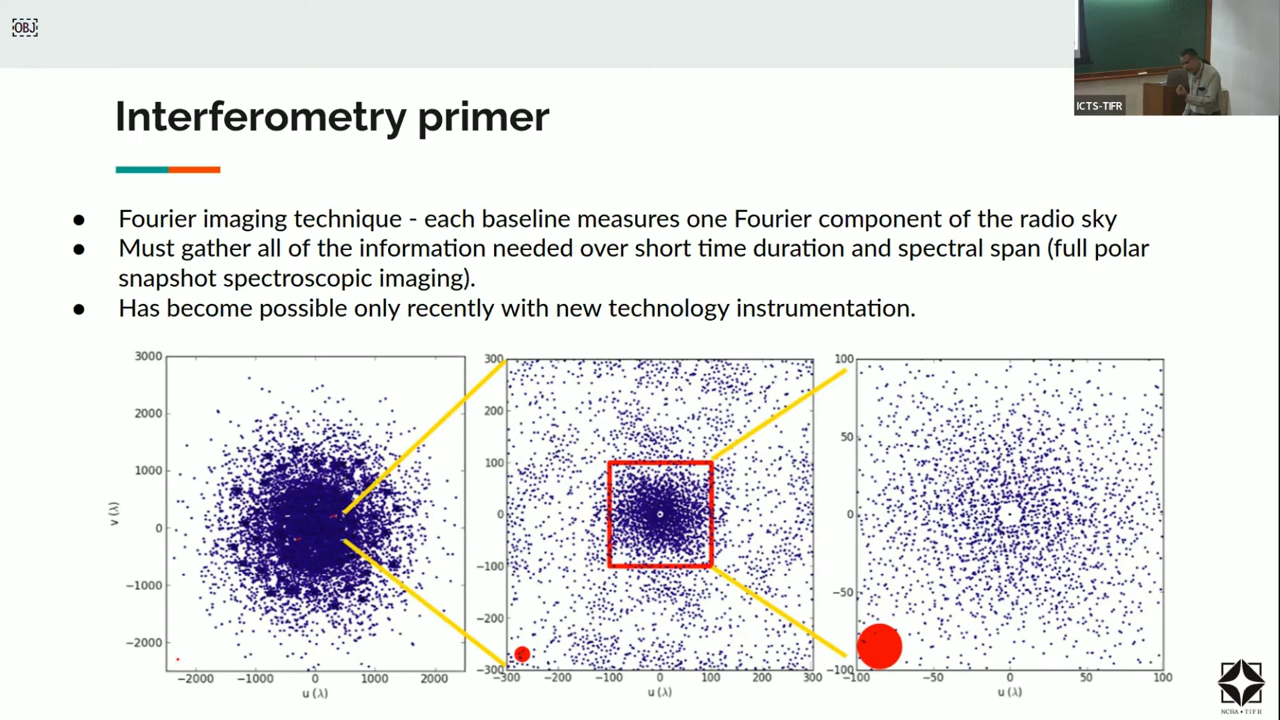 OBJ
ICTS-TIFR
Interferometry primer
● Fourier imaging technique - each baseline measures one Fourier component of the radio sky
● Must gather all of the information needed over short time duration and spectral span (full polar
snapshot spectroscopic imaging).
● Has become possible only recently with new technology instrumentation.
3000
2000
1000
0
−1000
−2000
v (λ)
−2000 −1000 0 1000 2000
u (λ)
300
200
100
0
−100
−200
−300
−300 −200 −100 0 100 200 300
u (λ)
100
50
0
−50
−100
−100 −50 0 50 100
u (λ)
NCRA • TIFR